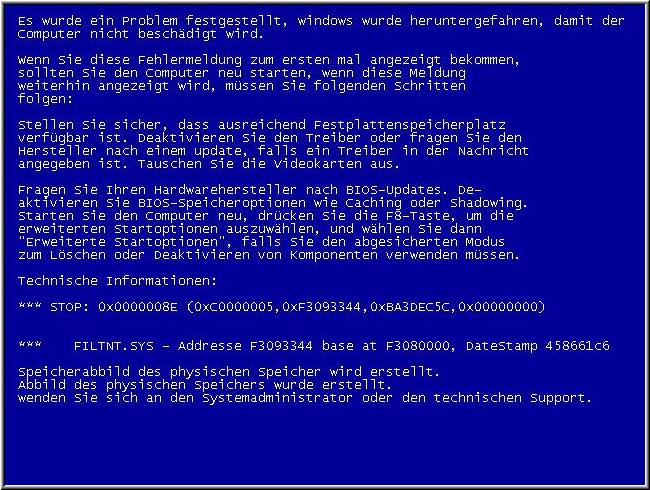 Es wurde ein Problem festgestellt, windows wurde heruntergefahren, damit der
Computer nicht beschädigt wird.
Wenn Sie diese Fehlermeldung zum ersten mal angezeigt bekommen,
sollten Sie den Computer neu starten, wenn diese Meldung
weiterhin angezeigt wird, müssen Sie folgenden Schritten
folgen:
Stellen Sie sicher, dass ausreichend Festplattenspeicherplatz
verfügbar ist. Deaktivieren Sie den Treiber oder fragen Sie den
Hersteller nach einem update, falls ein Treiber in der Nachricht
angegeben ist. Tauschen Sie die Videokarten aus.
Fragen Sie Ihren Hardwarehersteller nach BIOS-Updates. De-
aktivieren Sie BIOS-Speicheroptionen wie Caching oder Shadowing.
Starten Sie den Computer neu, drücken Sie die F8-Taste, um die
erweiterten Startoptionen auszuwählen, und wählen Sie dann
"Erweiterte Startoptionen", falls Sie den abgesicherten Modus
zum Löschen oder Deaktivieren von Komponenten verwenden müssen.
Technische Informationen:
*** STOP: 0x0000008E (0xC0000005,0xF3093344,0xBA3DEC5C,0x00000000)
*** FILTNT.SYS - Addresse F3093344 base at F3080000, DateStamp 458661c6
Speicherabbild des physischen Speicher wird erstellt.
Abbild des physischen Speichers wurde erstellt.
wenden Sie sich an den Systemadministrator oder den technischen Support.